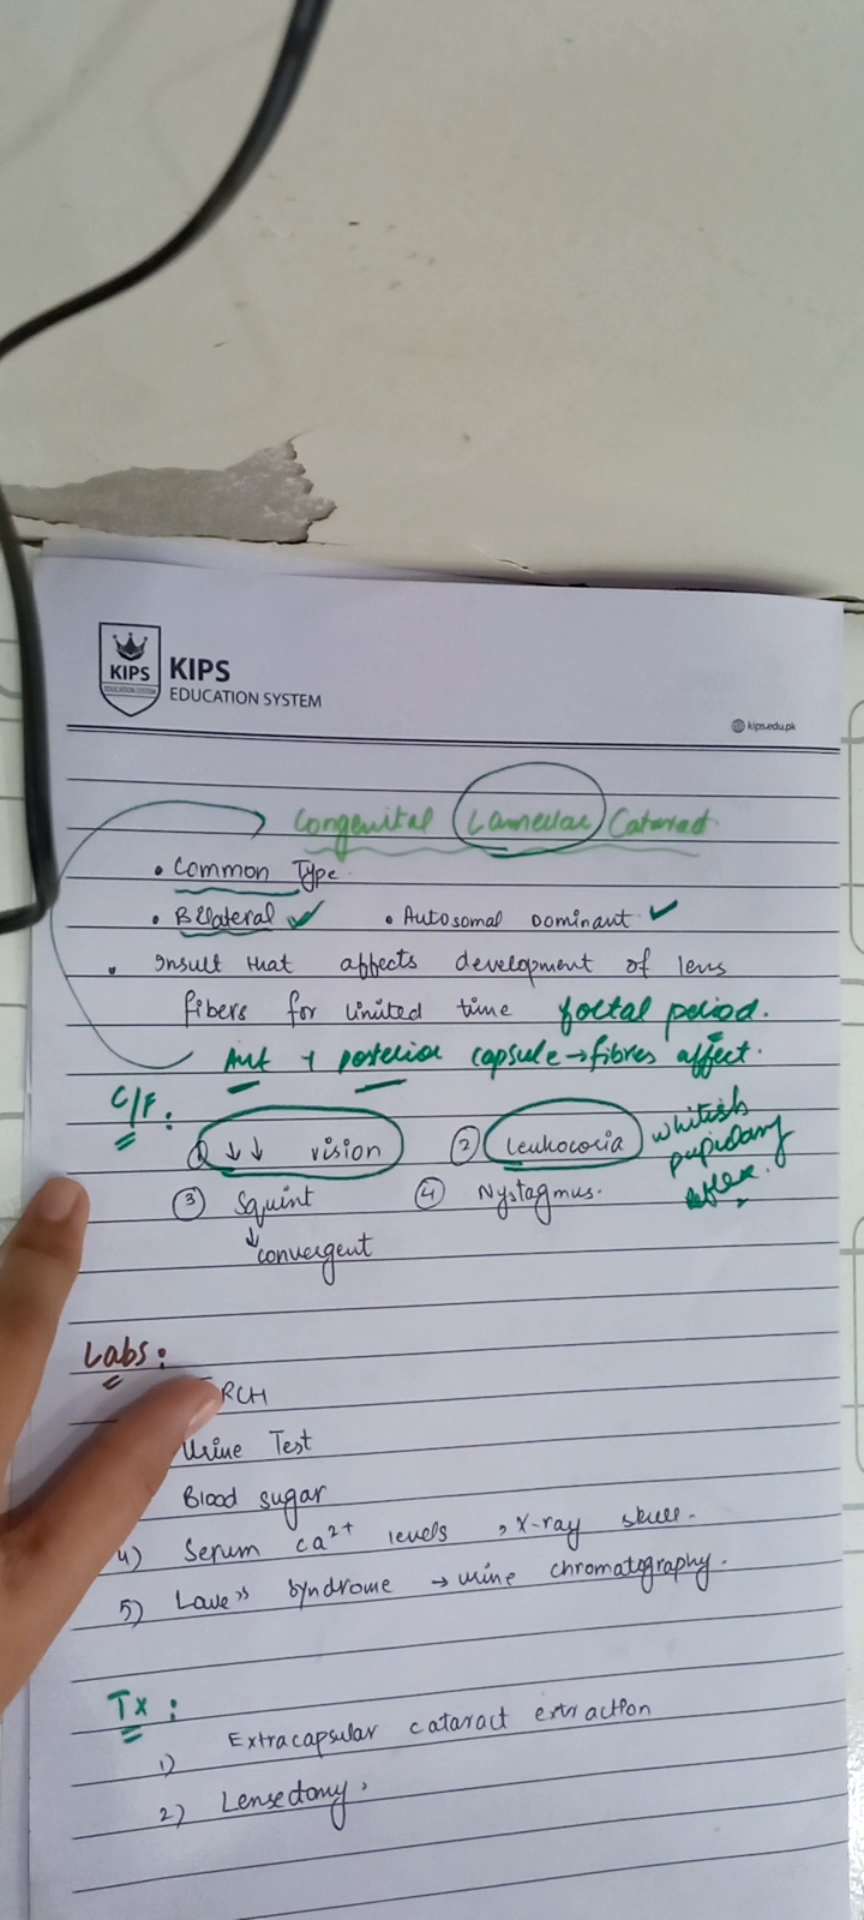 KIPS
EDUCATION SYSTEM
KIPS
EDUCATION SYSTEM
kips.edu.pk
Congenital Lamellar Cataract
• Common Type
• Bilateral ✓ • Autosomal Dominant ✓
• Insult that affects development of lens
fibers for limited time foetal period.
Ant + posterior capsule → fibres affect.
C/F:
① ↓↓ vision ② Leukocoria whitish
pupillary
reflex.
③ Squint ④ Nystagmus.
↓
convergent
Labs:
RCH
Urine Test
Blood sugar
4) Serum Ca²⁺ levels, X-ray skull.
5) Lowe's Syndrome → urine chromatography.
Tx:
1) Extracapsular cataract extraction
2) Lensectomy.